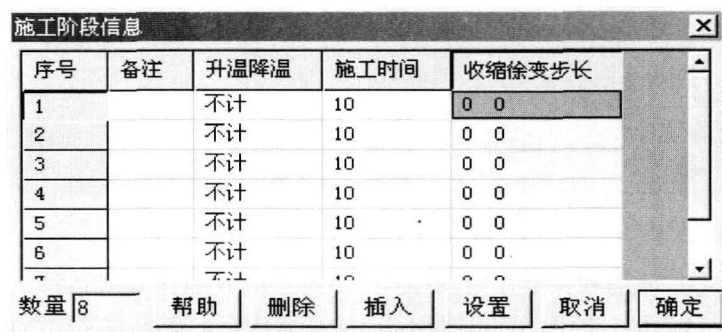 施工阶段信息
序号 备注 升温降温 施工时间 收缩徐变步长
1 不计 10 0 0
2 不计 10 0 0
3 不计 10 0 0
4 不计 10 0 0
5 不计 10 0 0
6 不计 10 0 0
数量 8 帮助 删除 插入 设置 取消 确定